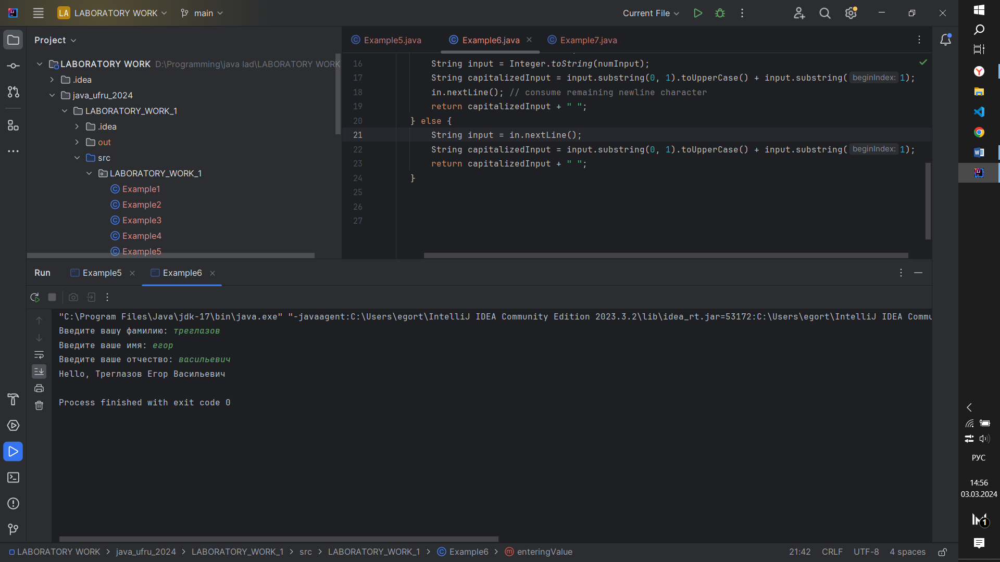 LA LABORATORY WORK main Current File
Project
LABORATORY WORK D:\Programming\java lad\LABORATORY WORK
.idea
java_ufru_2024
LABORATORY_WORK_1
.idea
out
src
LABORATORY_WORK_1
Example1
Example2
Example3
Example4
Example5
Example5.java Example6.java Example7.java
16 String input = Integer.toString(numInput);
17 String capitalizedInput = input.substring(0, 1).toUpperCase() + input.substring( beginIndex: 1);
18 in.nextLine(); // consume remaining newline character
19 return capitalizedInput + " ";
20 } else {
21 String input = in.nextLine();
22 String capitalizedInput = input.substring(0, 1).toUpperCase() + input.substring( beginIndex: 1);
23 return capitalizedInput + " ";
24 }
25
26
27
Run Example5 Example6
"C:\Program Files\Java\jdk-17\bin\java.exe" "-javaagent:C:\Users\egort\IntelliJ IDEA Community Edition 2023.3.2\lib\idea_rt.jar=53172:C:\Users\egort\IntelliJ IDEA Commu
Введите вашу фамилию: треглазов
Введите ваше имя: егор
Введите ваше отчество: васильевич
Hello, Треглазов Егор Васильевич
Process finished with exit code 0
LABORATORY WORK > java_ufru_2024 > LABORATORY_WORK_1 > src > LABORATORY_WORK_1 > Example6 > enteringValue
21:42 CRLF UTF-8 4 spaces
РУС
14:56
03.03.2024
1